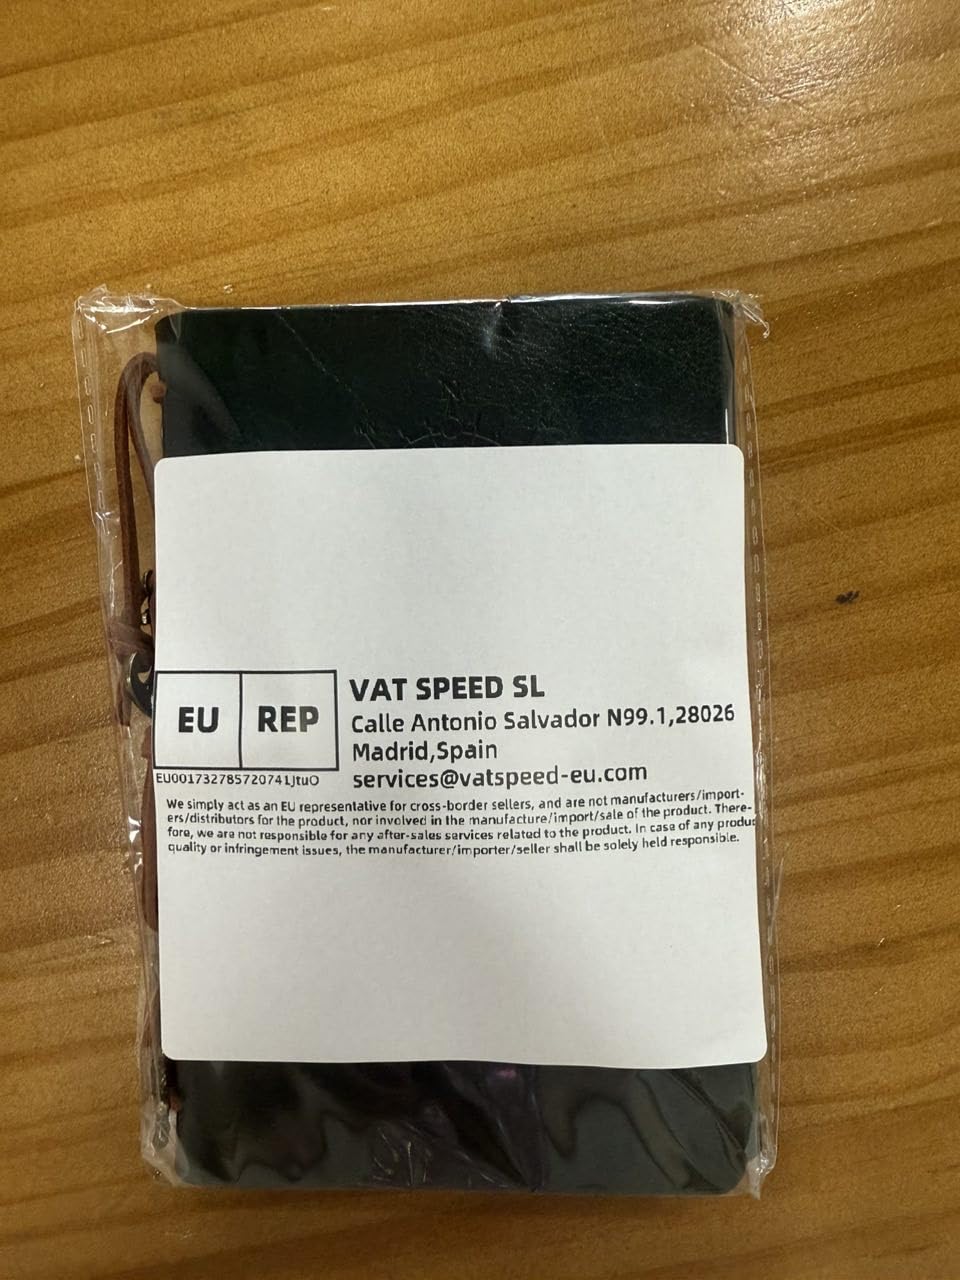 EU REP
EU001732785720741JtuO
VAT SPEED SL
Calle Antonio Salvador N99.1,28026
Madrid,Spain
services@vatspeed-eu.com
We simply act as an EU representative for cross-border sellers, and are not manufacturers/import-
ers/distributors for the product, nor involved in the manufacture/import/sale of the product. There-
fore, we are not responsible for any after-sales services related to the product. In case of any produc
quality or infringement issues, the manufacturer/importer/seller shall be solely held responsible.